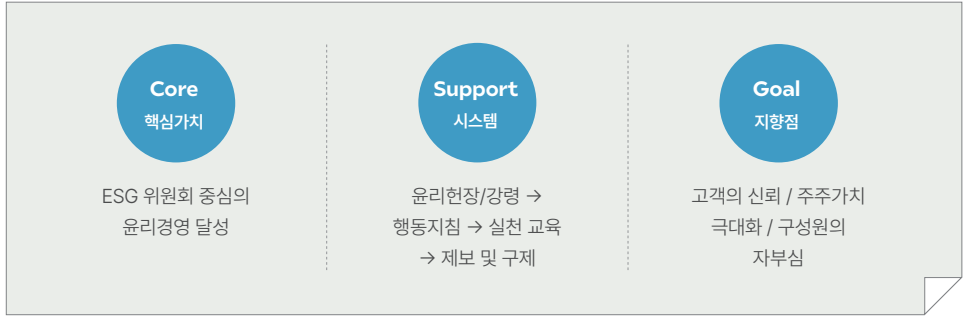 Core
핵심가치
ESG 위원회 중심의
윤리경영 달성
Support
시스템
윤리헌장/강령 →
행동지침 → 실천 교육
→ 제보 및 구제
Goal
지향점
고객의 신뢰 / 주주가치
극대화 / 구성원의
자부심